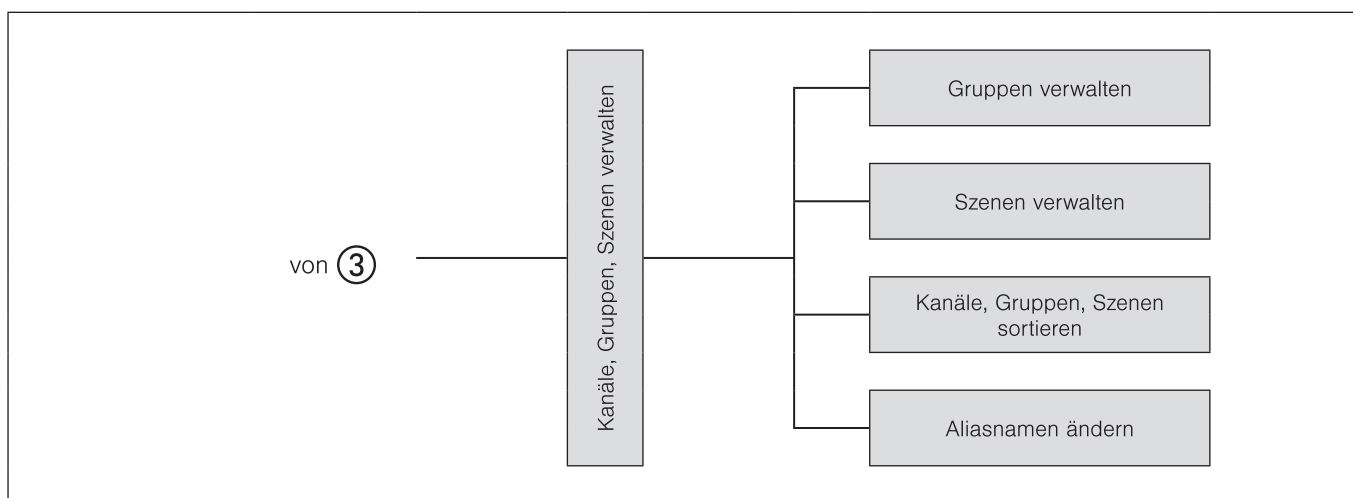 von 3
Kanäle, Gruppen, Szenen verwalten
Gruppen verwalten
Szenen verwalten
Kanäle, Gruppen, Szenen
sortieren
Aliasnamen ändern